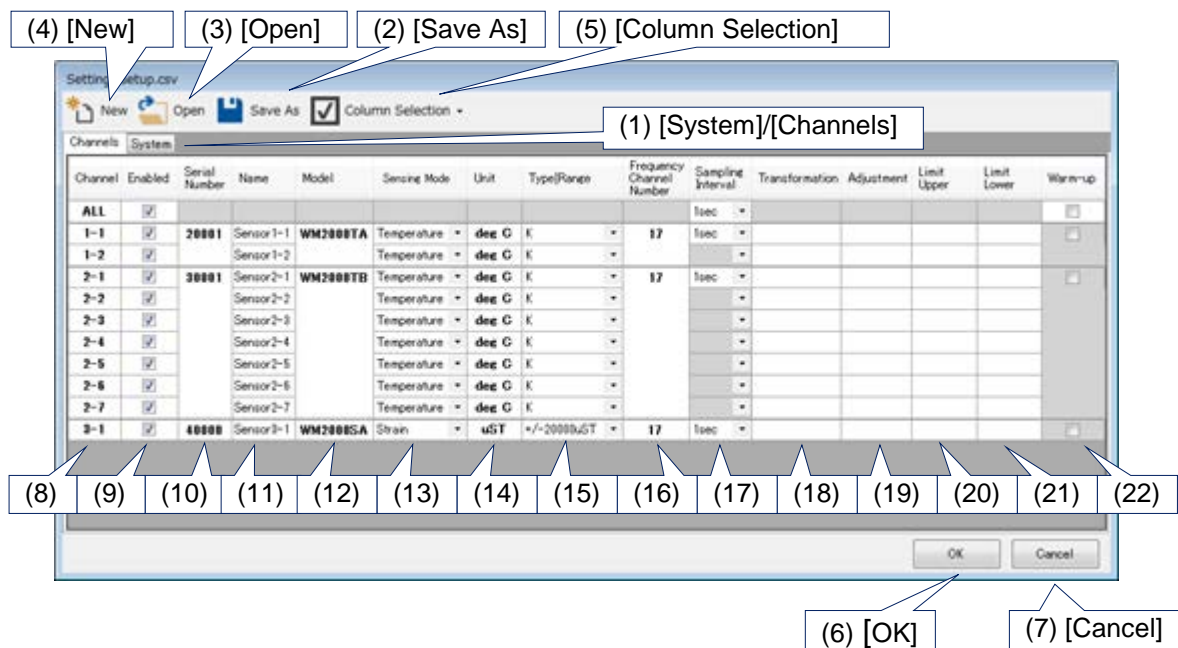 (4) [New] (3) [Open] (2) [Save As] (5) [Column Selection]
Setting setup.csv
New Open Save As Column Selection
(1) [System]/[Channels]
Channels System
Channel Enabled Serial Number Name Model Sensing Mode Unit Type|Range Frequency Channel Number Sampling Interval Transformation Adjustment Limit Upper Limit Lower Warm-up
ALL 1sec
1-1 20001 Sensor1-1 WM2000TA Temperature deg C K 17 1sec
1-2 Sensor1-2 Temperature deg C K
2-1 30001 Sensor2-1 WM2000TB Temperature deg C K 17 1sec
2-2 Sensor2-2 Temperature deg C K
2-3 Sensor2-3 Temperature deg C K
2-4 Sensor2-4 Temperature deg C K
2-5 Sensor2-5 Temperature deg C K
2-6 Sensor2-6 Temperature deg C K
2-7 Sensor2-7 Temperature deg C K
3-1 40000 Sensor3-1 WM2000SA Strain uST +/-20000uST 17 1sec
(8) (9) (10) (11) (12) (13) (14) (15) (16) (17) (18) (19) (20) (21) (22)
OK Cancel
(6) [OK] (7) [Cancel]